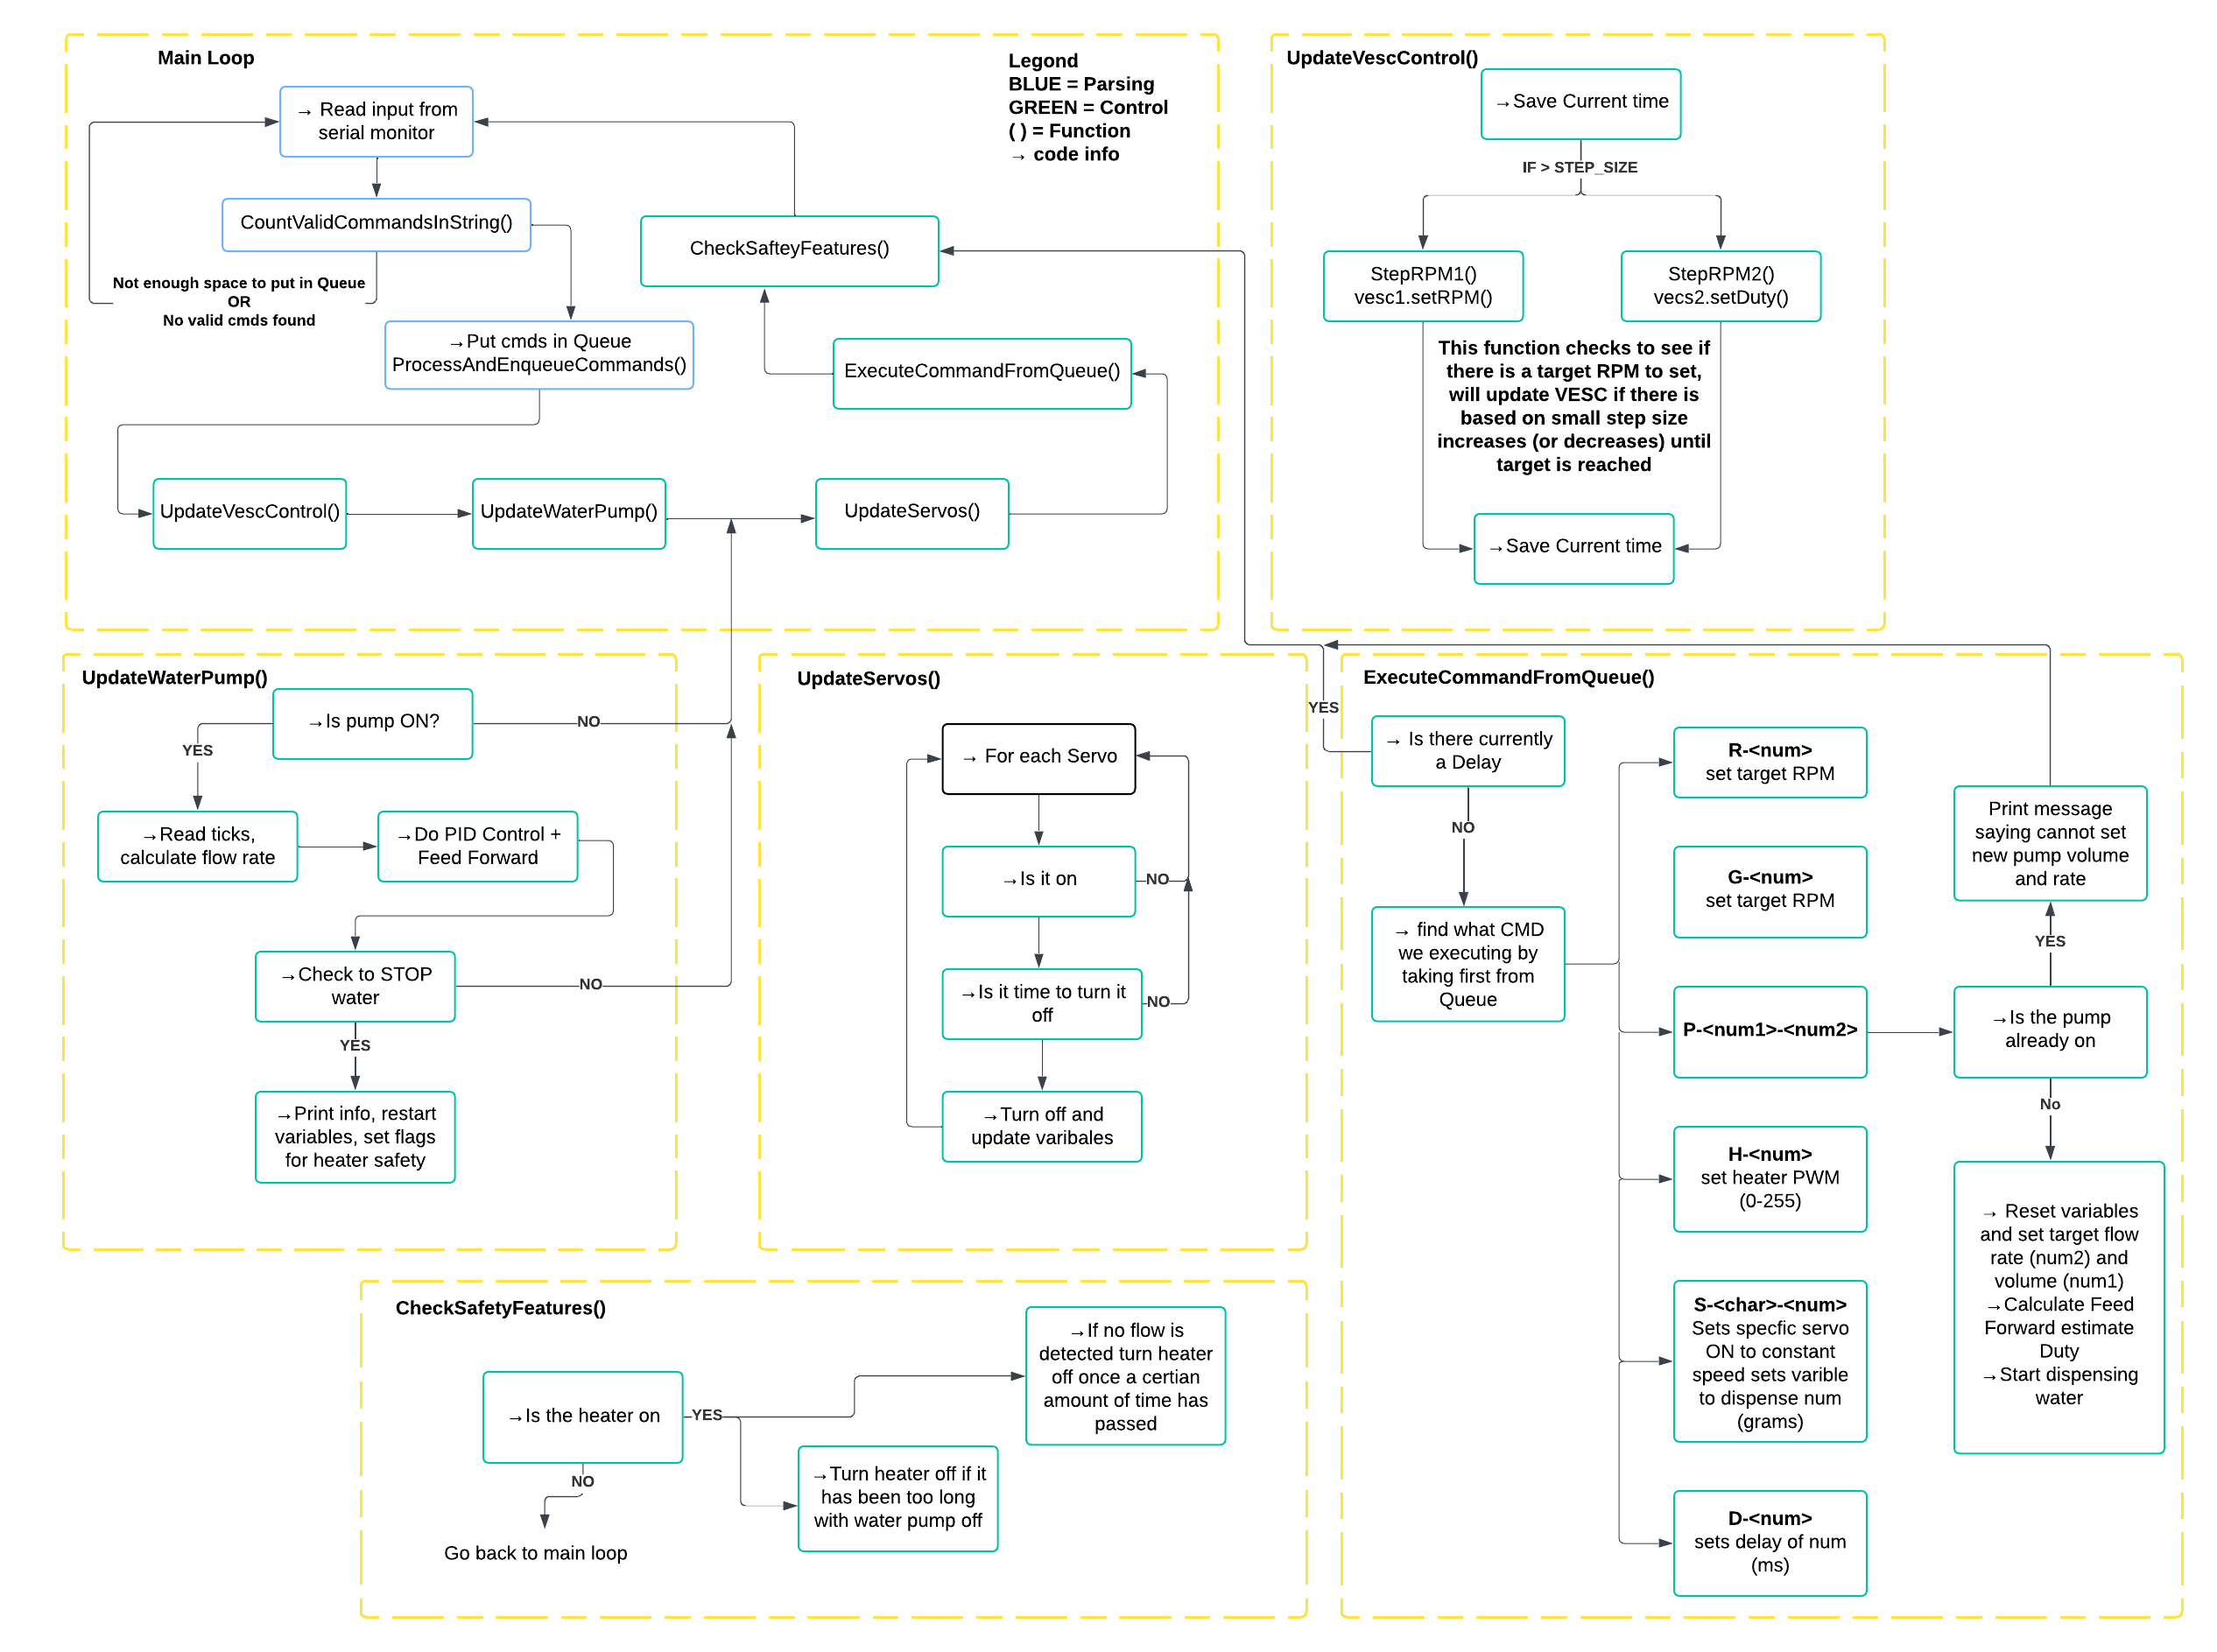 Main Loop
Legond
BLUE = Parsing
GREEN = Control
( ) = Function
→ code info
→ Read input from
serial monitor
CountValidCommandsInString()
Not enough space to put in Queue
OR
No valid cmds found
→Put cmds in Queue
ProcessAndEnqueueCommands()
CheckSafteyFeatures()
ExecuteCommandFromQueue()
UpdateVescControl()
UpdateWaterPump()
UpdateServos()
UpdateVescControl()
→Save Current time
IF > STEP_SIZE
StepRPM1()
vesc1.setRPM()
StepRPM2()
vecs2.setDuty()
This function checks to see if
there is a target RPM to set,
will update VESC if there is
based on small step size
increases (or decreases) until
target is reached
→Save Current time
UpdateWaterPump()
→Is pump ON?
NO
YES
→Read ticks,
calculate flow rate
→Do PID Control +
Feed Forward
→Check to STOP
water
NO
YES
→Print info, restart
variables, set flags
for heater safety
UpdateServos()
→ For each Servo
→Is it on
NO
→Is it time to turn it
off
NO
→Turn off and
update varibales
ExecuteCommandFromQueue()
YES
→ Is there currently
a Delay
NO
→ find what CMD
we executing by
taking first from
Queue
R-<num>
set target RPM
G-<num>
set target RPM
P-<num1>-<num2>
H-<num>
set heater PWM
(0-255)
S-<char>-<num>
Sets specfic servo
ON to constant
speed sets varible
to dispense num
(grams)
D-<num>
sets delay of num
(ms)
Print message
saying cannot set
new pump volume
and rate
YES
→Is the pump
already on
No
→ Reset variables
and set target flow
rate (num2) and
volume (num1)
→Calculate Feed
Forward estimate
Duty
→Start dispensing
water
CheckSafetyFeatures()
→Is the heater on
YES
NO
Go back to main loop
→If no flow is
detected turn heater
off once a certian
amount of time has
passed
→Turn heater off if it
has been too long
with water pump off